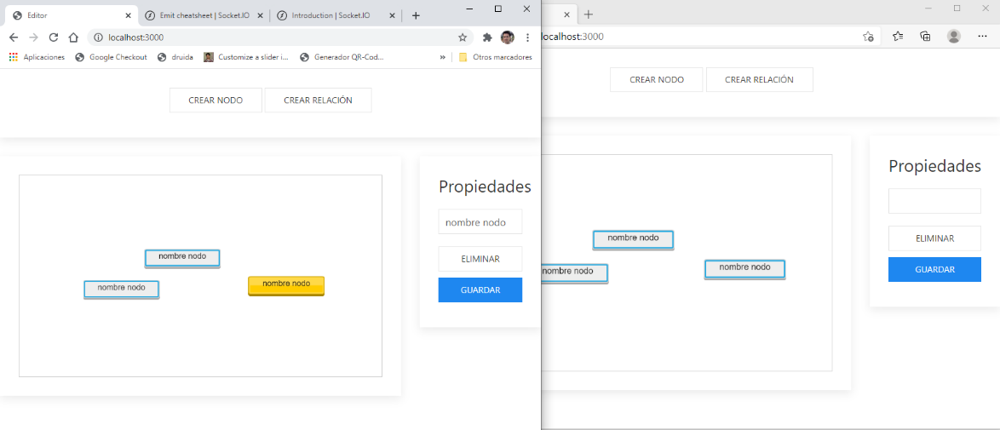 Editor
Emit cheatsheet | Socket.IO
Introduction | Socket.IO
localhost:3000
Aplicaciones
Google Checkout
druida
Customize a slider i...
Generador QR-Cod...
»
Otros marcadores
CREAR NODO
CREAR RELACIÓN
nombre nodo
nombre nodo
nombre nodo
Propiedades
nombre nodo
ELIMINAR
GUARDAR
localhost:3000
CREAR NODO
CREAR RELACIÓN
nombre nodo
nombre nodo
nombre nodo
Propiedades
ELIMINAR
GUARDAR